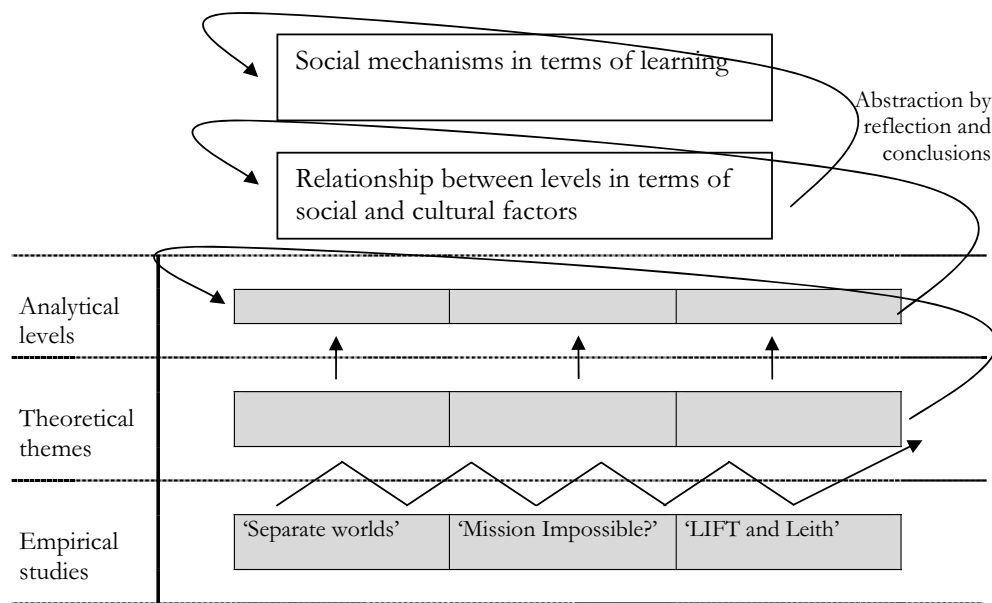 Social mechanisms in terms of learning
Abstraction by
reflection and
conclusions
Relationship between levels in terms of
social and cultural factors
Analytical
levels
Theoretical
themes
Empirical
studies
‘Separate worlds’
‘Mission Impossible?’
‘LIFT and Leith’